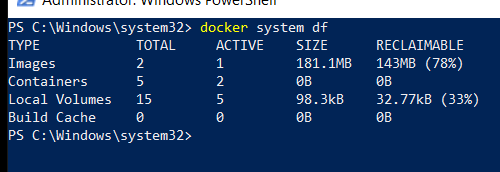 Administrator: Windows PowerShell
PS C:\Windows\system32> docker system df
TYPE TOTAL ACTIVE SIZE RECLAIMABLE
Images 2 1 181.1MB 143MB (78%)
Containers 5 2 0B 0B
Local Volumes 15 5 98.3kB 32.77kB (33%)
Build Cache 0 0 0B 0B
PS C:\Windows\system32>